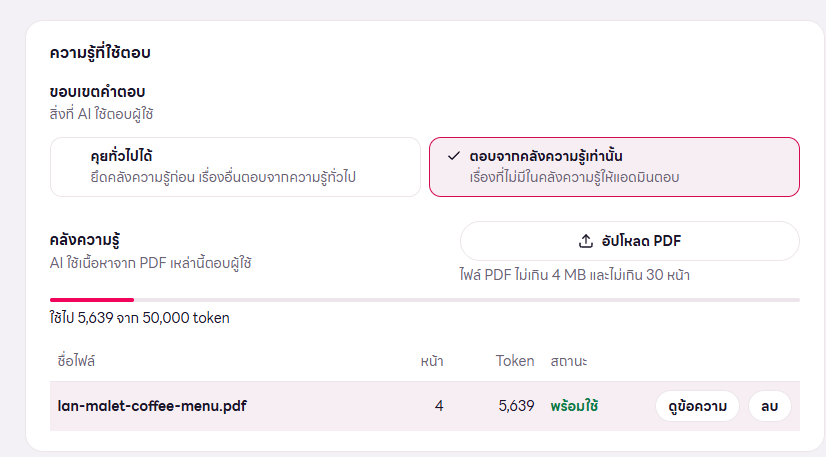 ความรู้ที่ใช้ตอบ
ขอบเขตคำตอบ
สิ่งที่ AI ใช้ตอบผู้ใช้
คุยทั่วไปได้
ยึดคลังความรู้ก่อน เรื่องอื่นตอบจากความรู้ทั่วไป
ตอบจากคลังความรู้เท่านั้น
เรื่องที่ไม่มีในคลังความรู้ให้แอดมินตอบ
คลังความรู้
AI ใช้เนื้อหาจาก PDF เหล่านี้ตอบผู้ใช้
อัปโหลด PDF
ไฟล์ PDF ไม่เกิน 4 MB และไม่เกิน 30 หน้า
ใช้ไป 5,639 จาก 50,000 token
ชื่อไฟล์ หน้า Token สถานะ
lan-malet-coffee-menu.pdf 4 5,639 พร้อมใช้ ดูข้อความ ลบ